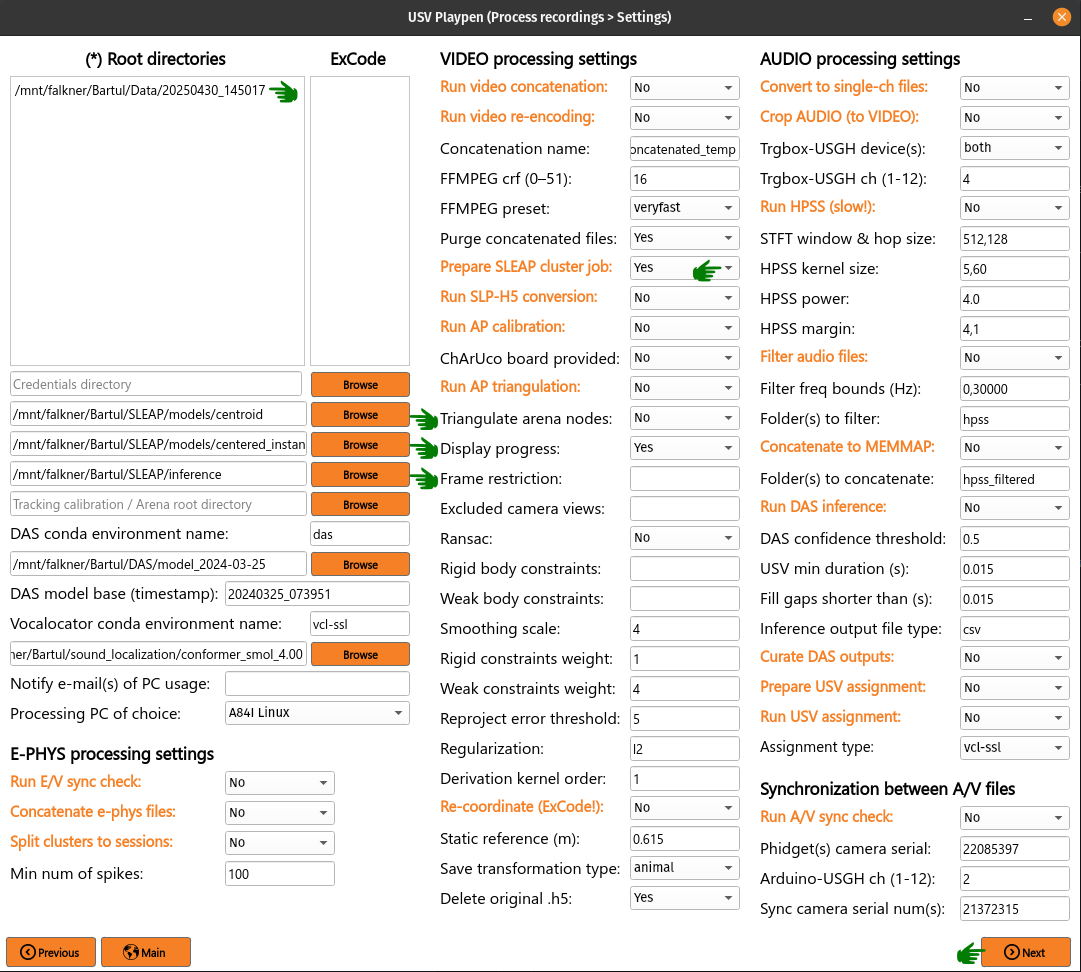 USV Playpen (Process recordings > Settings)
(*) Root directories
ExCode
/mnt/falkner/Bartul/Data/20250430_145017
Credentials directory
Browse
/mnt/falkner/Bartul/SLEAP/models/centroid
Browse
/mnt/falkner/Bartul/SLEAP/models/centered_instan
Browse
/mnt/falkner/Bartul/SLEAP/inference
Browse
Tracking calibration / Arena root directory
Browse
DAS conda environment name:
das
/mnt/falkner/Bartul/DAS/model_2024-03-25
Browse
DAS model base (timestamp):
20240325_073951
Vocalocator conda environment name:
vcl-ssl
ner/Bartul/sound_localization/conformer_smol_4.00
Browse
Notify e-mail(s) of PC usage:
Processing PC of choice:
A84I Linux
E-PHYS processing settings
Run E/V sync check:
No
Concatenate e-phys files:
No
Split clusters to sessions:
No
Min num of spikes:
100
VIDEO processing settings
Run video concatenation:
No
Run video re-encoding:
No
Concatenation name:
oncatenated_temp
FFMPEG crf (0–51):
16
FFMPEG preset:
veryfast
Purge concatenated files:
Yes
Prepare SLEAP cluster job:
Yes
Run SLP-H5 conversion:
No
Run AP calibration:
No
ChArUco board provided:
No
Run AP triangulation:
No
Triangulate arena nodes:
No
Display progress:
Yes
Frame restriction:
Excluded camera views:
Ransac:
No
Rigid body constraints:
Weak body constraints:
Smoothing scale:
4
Rigid constraints weight:
1
Weak constraints weight:
4
Reproject error threshold:
5
Regularization:
l2
Derivation kernel order:
1
Re-coordinate (ExCode!):
No
Static reference (m):
0.615
Save transformation type:
animal
Delete original .h5:
Yes
AUDIO processing settings
Convert to single-ch files:
No
Crop AUDIO (to VIDEO):
No
Trgbox-USGH device(s):
both
Trgbox-USGH ch (1-12):
4
Run HPSS (slow!):
No
STFT window & hop size:
512,128
HPSS kernel size:
5,60
HPSS power:
4.0
HPSS margin:
4,1
Filter audio files:
No
Filter freq bounds (Hz):
0,30000
Folder(s) to filter:
hpss
Concatenate to MEMMAP:
No
Folder(s) to concatenate:
hpss_filtered
Run DAS inference:
No
DAS confidence threshold:
0.5
USV min duration (s):
0.015
Fill gaps shorter than (s):
0.015
Inference output file type:
csv
Curate DAS outputs:
No
Prepare USV assignment:
No
Run USV assignment:
No
Assignment type:
vcl-ssl
Synchronization between A/V files
Run A/V sync check:
No
Phidget(s) camera serial:
22085397
Arduino-USGH ch (1-12):
2
Sync camera serial num(s):
21372315
Previous
Main
Next